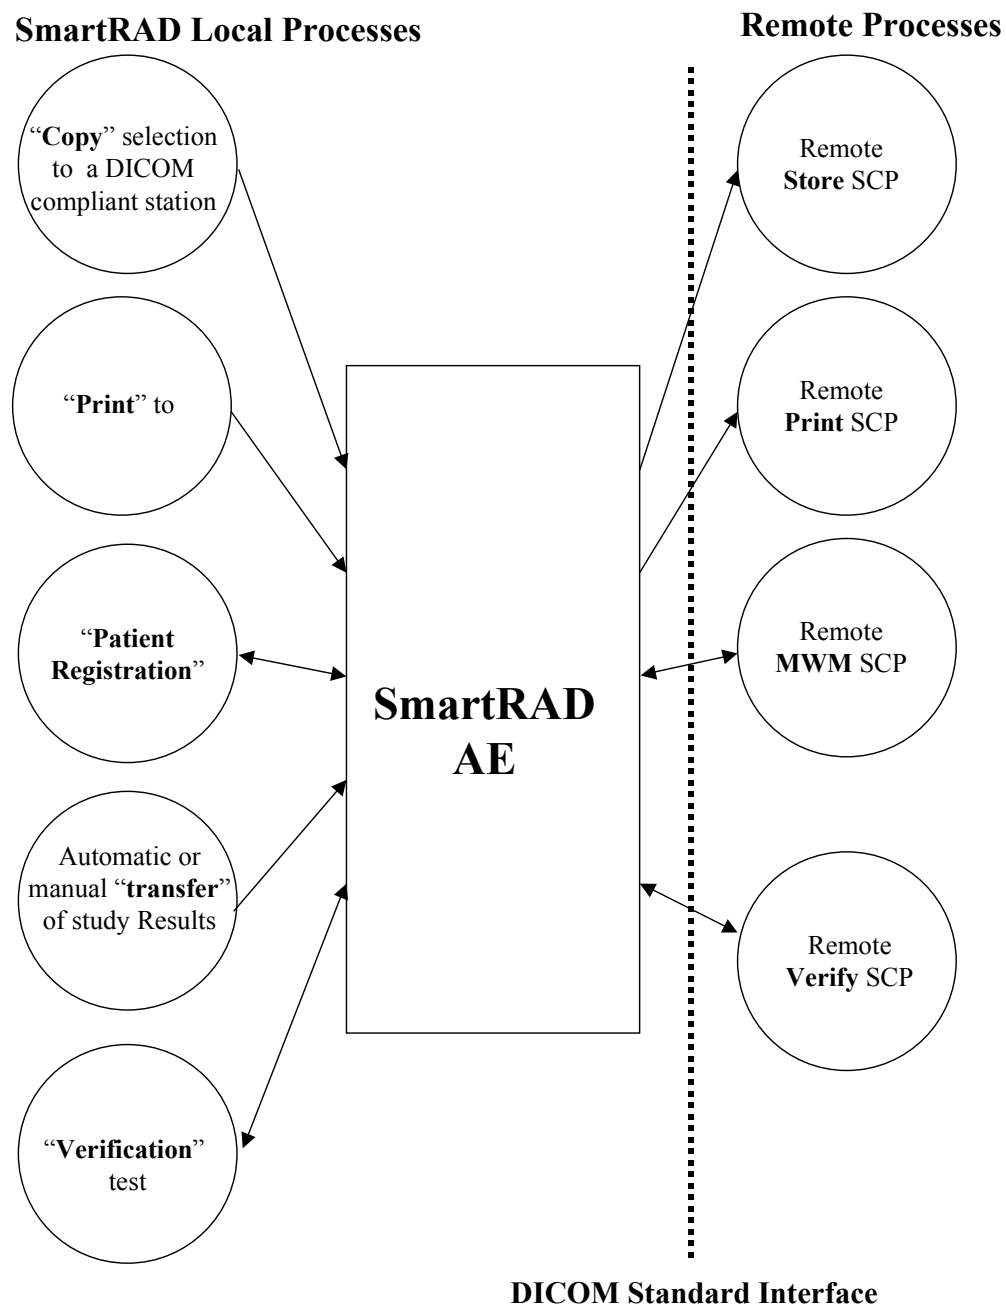 SmartRAD Local Processes
Remote Processes
“Copy” selection
to a DICOM
compliant station
Remote
Store SCP
“Print” to
Remote
Print SCP
“Patient
Registration”
Remote
MWM SCP
SmartRAD
AE
Automatic or
manual “transfer”
of study Results
Remote
Verify SCP
“Verification”
test
DICOM Standard Interface